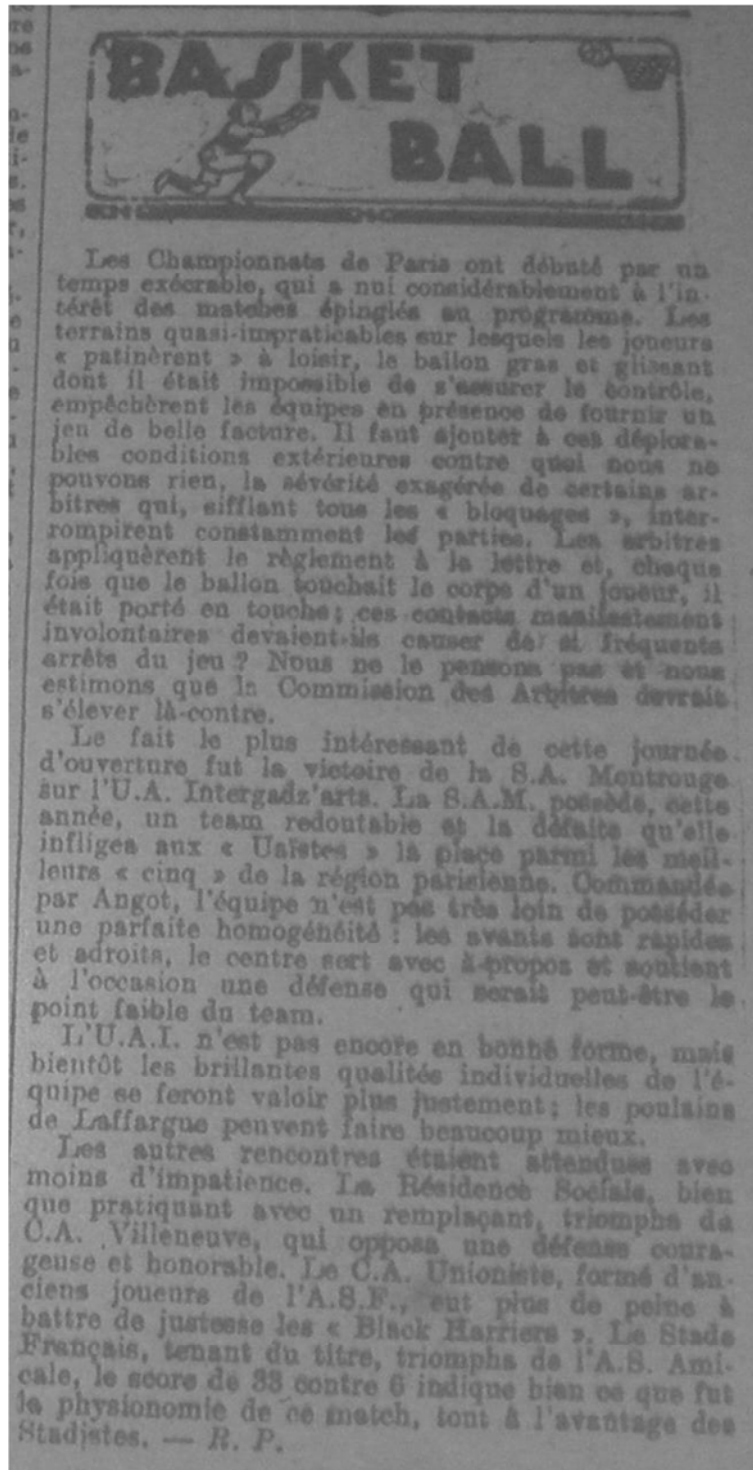 BASKET
BALL
Les Championnats de Paris ont débuté par un
temps exécrable, qui a nui considérablement à l'in-
térêt des matches épinglés au programme. Les
terrains quasi-impraticables sur lesquels les joueurs
« patinèrent » à loisir, le ballon gras et glissant
dont il était impossible de s'assurer le contrôle,
empêchèrent les équipes en présence de fournir un
jeu de belle facture. Il faut ajouter à ces déplora-
bles conditions extérieures contre quoi nous ne
pouvons rien, la sévérité exagérée de certains ar-
bitres qui, sifflant tous les « bloquages », inter-
rompirent constamment les parties. Les arbitres
appliquèrent le règlement à la lettre et, chaque
fois que le ballon touchait le corps d'un joueur, il
était porté en touche; ces contacts manifestement
involontaires devaient-ils causer de si fréquents
arrêts du jeu ? Nous ne le pensons pas et nous
estimons que la Commission des Arbitres devrait
s'élever là-contre.
Le fait le plus intéressant de cette journée
d'ouverture fut la victoire de la S.A. Montrouge
sur l'U.A. Intergadz'arts. La S.A.M. possède, cette
année, un team redoutable et la défaite qu'elle
infligea aux « Uaïstes » la place parmi les meil-
leurs « cinq » de la région parisienne. Commandée
par Angot, l'équipe n'est pas très loin de posséder
une parfaite homogénéité : les avants sont rapides
et adroits, le centre sert avec à-propos et soutient
à l'occasion une défense qui serait peut-être le
point faible du team.
L'U.A.I. n'est pas encore en bonne forme, mais
bientôt les brillantes qualités individuelles de l'é-
quipe se feront valoir plus justement; les poulains
de Laffargue peuvent faire beaucoup mieux.
Les autres rencontres étaient attendues avec
moins d'impatience. La Résidence Sociale, bien
que pratiquant avec un remplaçant, triompha du
C.A. Villeneuve, qui opposa une défense coura-
geuse et honorable. Le C.A. Unioniste, formé d'an-
ciens joueurs de l'A.S.F., eut plus de peine à
battre de justesse les « Black Harriers ». Le Stade
Français, tenant du titre, triompha de l'A.S. Ami-
cale, le score de 33 contre 6 indique bien ce que fut
la physionomie de ce match, tout à l'avantage des
Stadistes. — R. P.